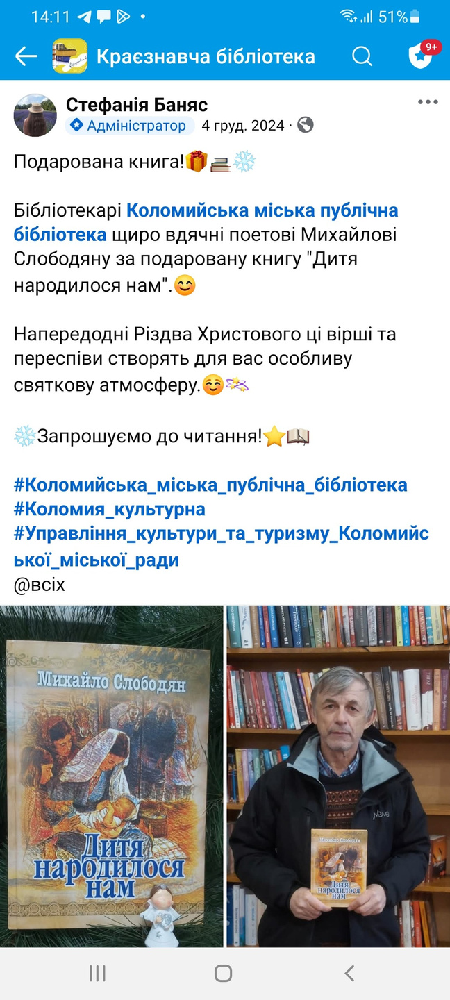 14:11
51%
Краєзнавча бібліотека
9+
Стефанія Баняс
Адміністратор 4 груд. 2024 ·
Подарована книга!🎁📚❄️
Бібліотекарі Коломийська міська публічна
бібліотека щиро вдячні поетові Михайлові
Слободяну за подаровану книгу "Дитя
народилося нам".😊
Напередодні Різдва Христового ці вірші та
переспіви створять для вас особливу
святкову атмосферу.☺️💫
❄️Запрошуємо до читання!⭐📖
#Коломийська_міська_публічна_бібліотека
#Коломия_культурна
#Управління_культури_та_туризму_Коломийс
ької_міської_ради
@всіх
Михайло Слободян
Дитя
народилося
нам
Михайло Слободян
Дитя
народилося
нам